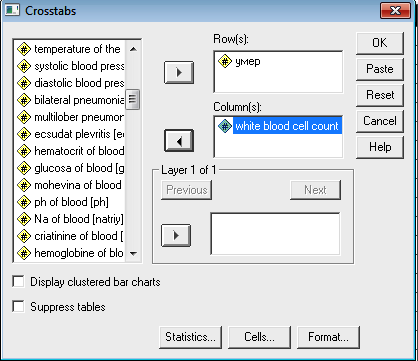 Crosstabs
temperature of the
systolic blood press
diastolic blood pres
bilateral pneumonia
multilober pneumoni
ecsudat plevritis [ec
hematocrit of blood
glucosa of blood [g
mohevina of blood
ph of blood [ph]
Na of blood [natriy]
criatinine of blood [
hemoglobine of blo
Row(s):
умер
Column(s):
white blood cell count
Layer 1 of 1
Previous
Next
OK
Paste
Reset
Cancel
Help
Display clustered bar charts
Suppress tables
Statistics...
Cells...
Format...